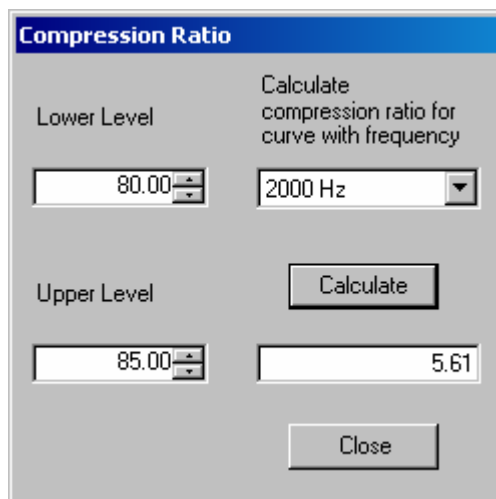 Compression Ratio
Lower Level
Calculate
compression ratio for
curve with frequency
80.00
2000 Hz
Upper Level
Calculate
85.00
5.61
Close